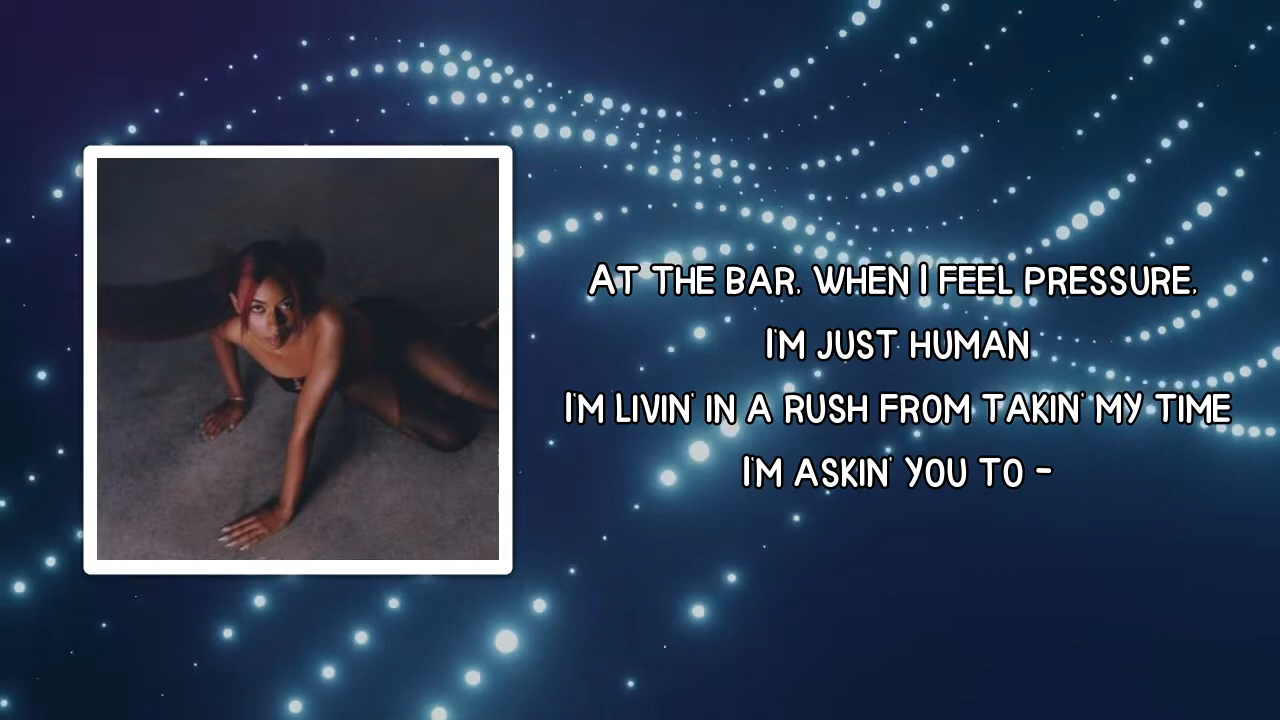 AT THE BAR, WHEN I FEEL PRESSURE,
I'M JUST HUMAN
I'M LIVIN' IN A RUSH FROM TAKIN' MY TIME
I'M ASKIN' YOU TO -